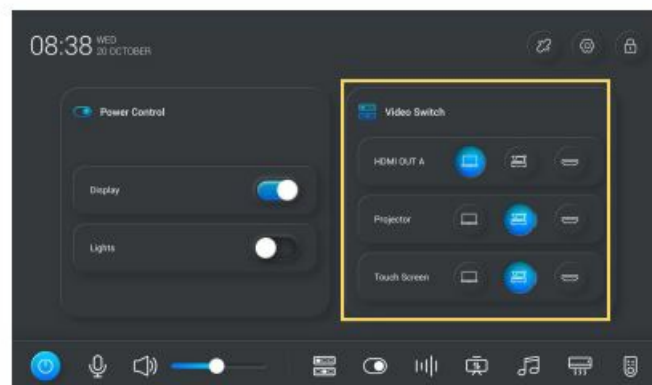 08:38 WED
20 OCTOBER
Power Control
Display
Lights
Video Switch
HDMI OUT A
Projector
Touch Screen